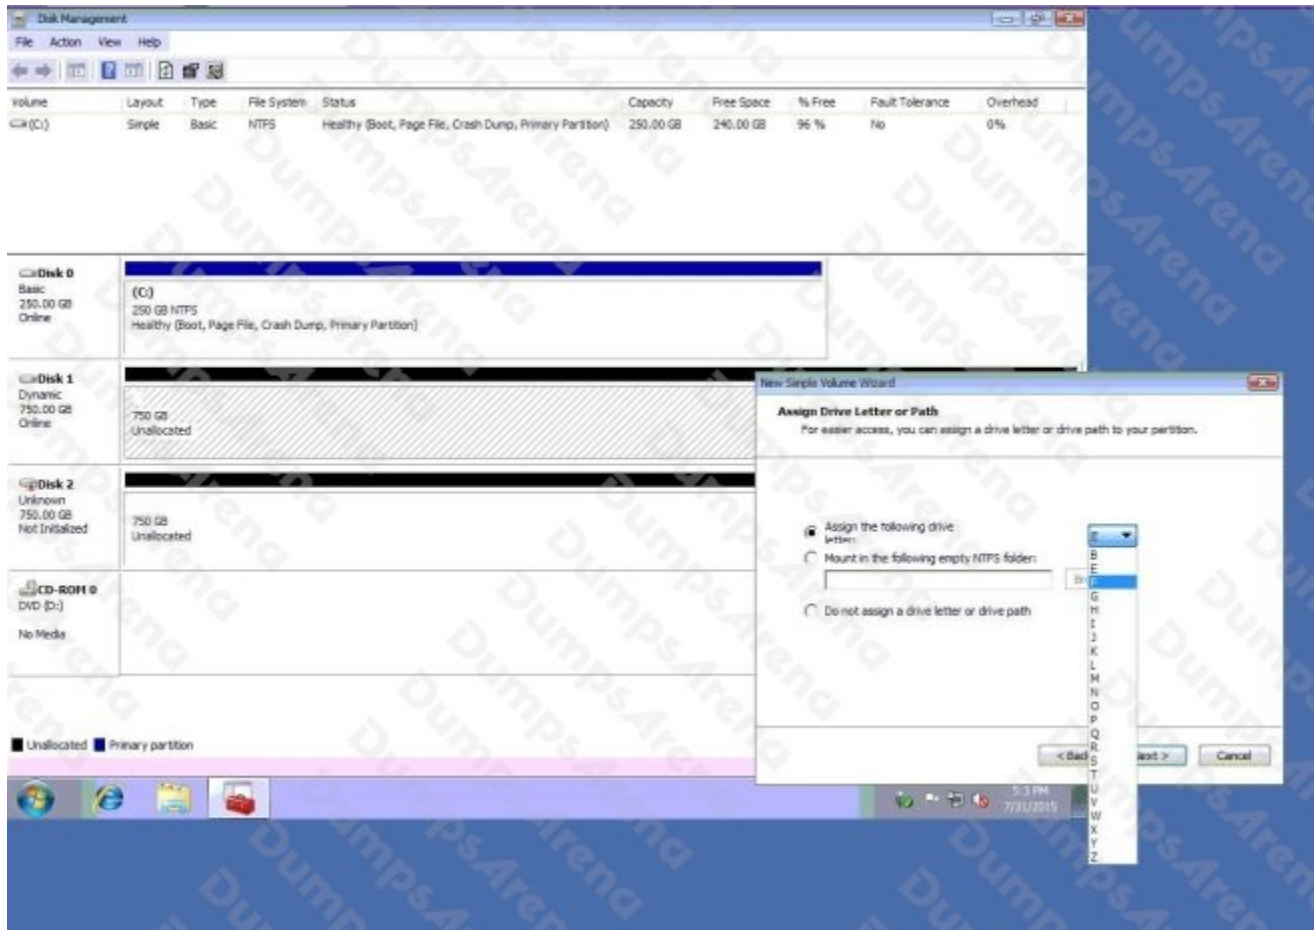 Disk Management
File Action View Help
Volume Layout Type File System Status Capacity Free Space % Free Fault Tolerance Overhead
(C:) Simple Basic NTFS Healthy (Boot, Page File, Crash Dump, Primary Partition) 250.00 GB 240.00 GB 96 % No 0%
Disk 0
Basic
250.00 GB
Online
(C:)
250 GB NTFS
Healthy (Boot, Page File, Crash Dump, Primary Partition)
Disk 1
Dynamic
750.00 GB
Online
750 GB
Unallocated
Disk 2
Unknown
750.00 GB
Not Initialized
750 GB
Unallocated
CD-ROM 0
DVD (D:)
No Media
Unallocated Primary partition
New Simple Volume Wizard
Assign Drive Letter or Path
For easier access, you can assign a drive letter or drive path to your partition.
Assign the following drive
letter:
E
Mount in the following empty NTFS folder:
Do not assign a drive letter or drive path
B
E
F
G
H
I
J
K
L
M
N
O
P
Q
R
S
T
U
V
W
X
Y
Z
< Back Next > Cancel
5:3 PM
7/31/2015
DumpsArena